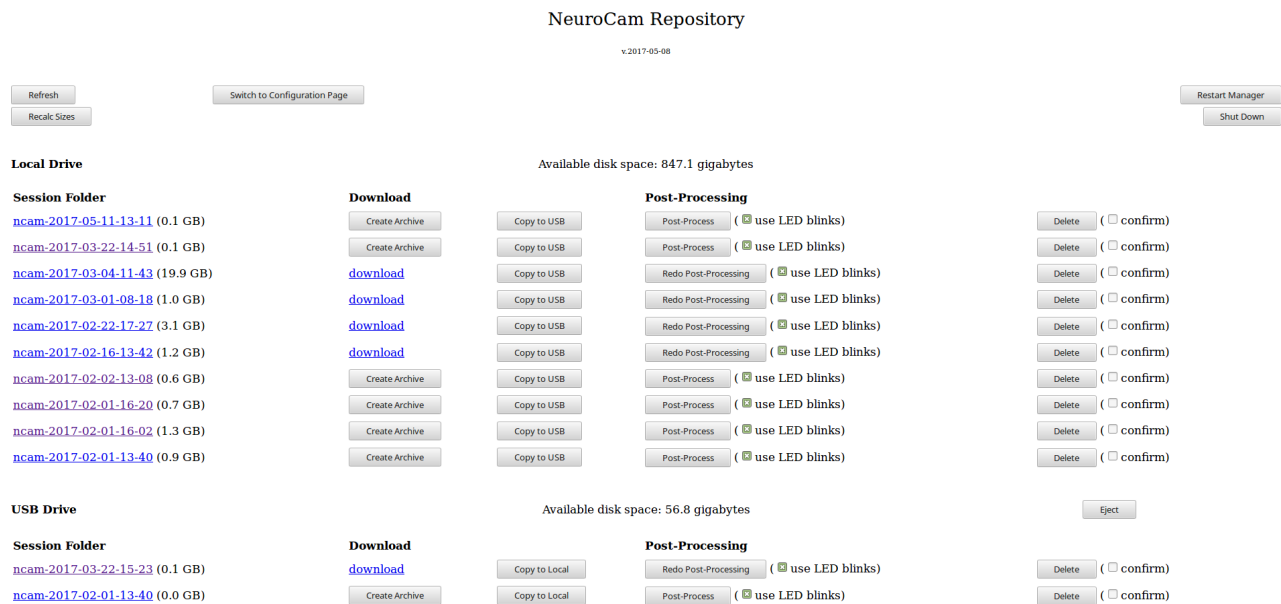 NeuroCam Repository
v.2017-05-08
Refresh Switch to Configuration Page Restart Manager
Recalc Sizes Shut Down
Local Drive Available disk space: 847.1 gigabytes
Session Folder Download Post-Processing
ncam-2017-05-11-13-11 (0.1 GB) Create Archive Copy to USB Post-Process ( use LED blinks) Delete ( confirm)
ncam-2017-03-22-14-51 (0.1 GB) Create Archive Copy to USB Post-Process ( use LED blinks) Delete ( confirm)
ncam-2017-03-04-11-43 (19.9 GB) download Copy to USB Redo Post-Processing ( use LED blinks) Delete ( confirm)
ncam-2017-03-01-08-18 (1.0 GB) download Copy to USB Redo Post-Processing ( use LED blinks) Delete ( confirm)
ncam-2017-02-22-17-27 (3.1 GB) download Copy to USB Redo Post-Processing ( use LED blinks) Delete ( confirm)
ncam-2017-02-16-13-42 (1.2 GB) download Copy to USB Redo Post-Processing ( use LED blinks) Delete ( confirm)
ncam-2017-02-02-13-08 (0.6 GB) Create Archive Copy to USB Post-Process ( use LED blinks) Delete ( confirm)
ncam-2017-02-01-16-20 (0.7 GB) Create Archive Copy to USB Post-Process ( use LED blinks) Delete ( confirm)
ncam-2017-02-01-16-02 (1.3 GB) Create Archive Copy to USB Post-Process ( use LED blinks) Delete ( confirm)
ncam-2017-02-01-13-40 (0.9 GB) Create Archive Copy to USB Post-Process ( use LED blinks) Delete ( confirm)
USB Drive Available disk space: 56.8 gigabytes Eject
Session Folder Download Post-Processing
ncam-2017-03-22-15-23 (0.1 GB) download Copy to Local Redo Post-Processing ( use LED blinks) Delete ( confirm)
ncam-2017-02-01-13-40 (0.0 GB) Create Archive Copy to Local Post-Process ( use LED blinks) Delete ( confirm)